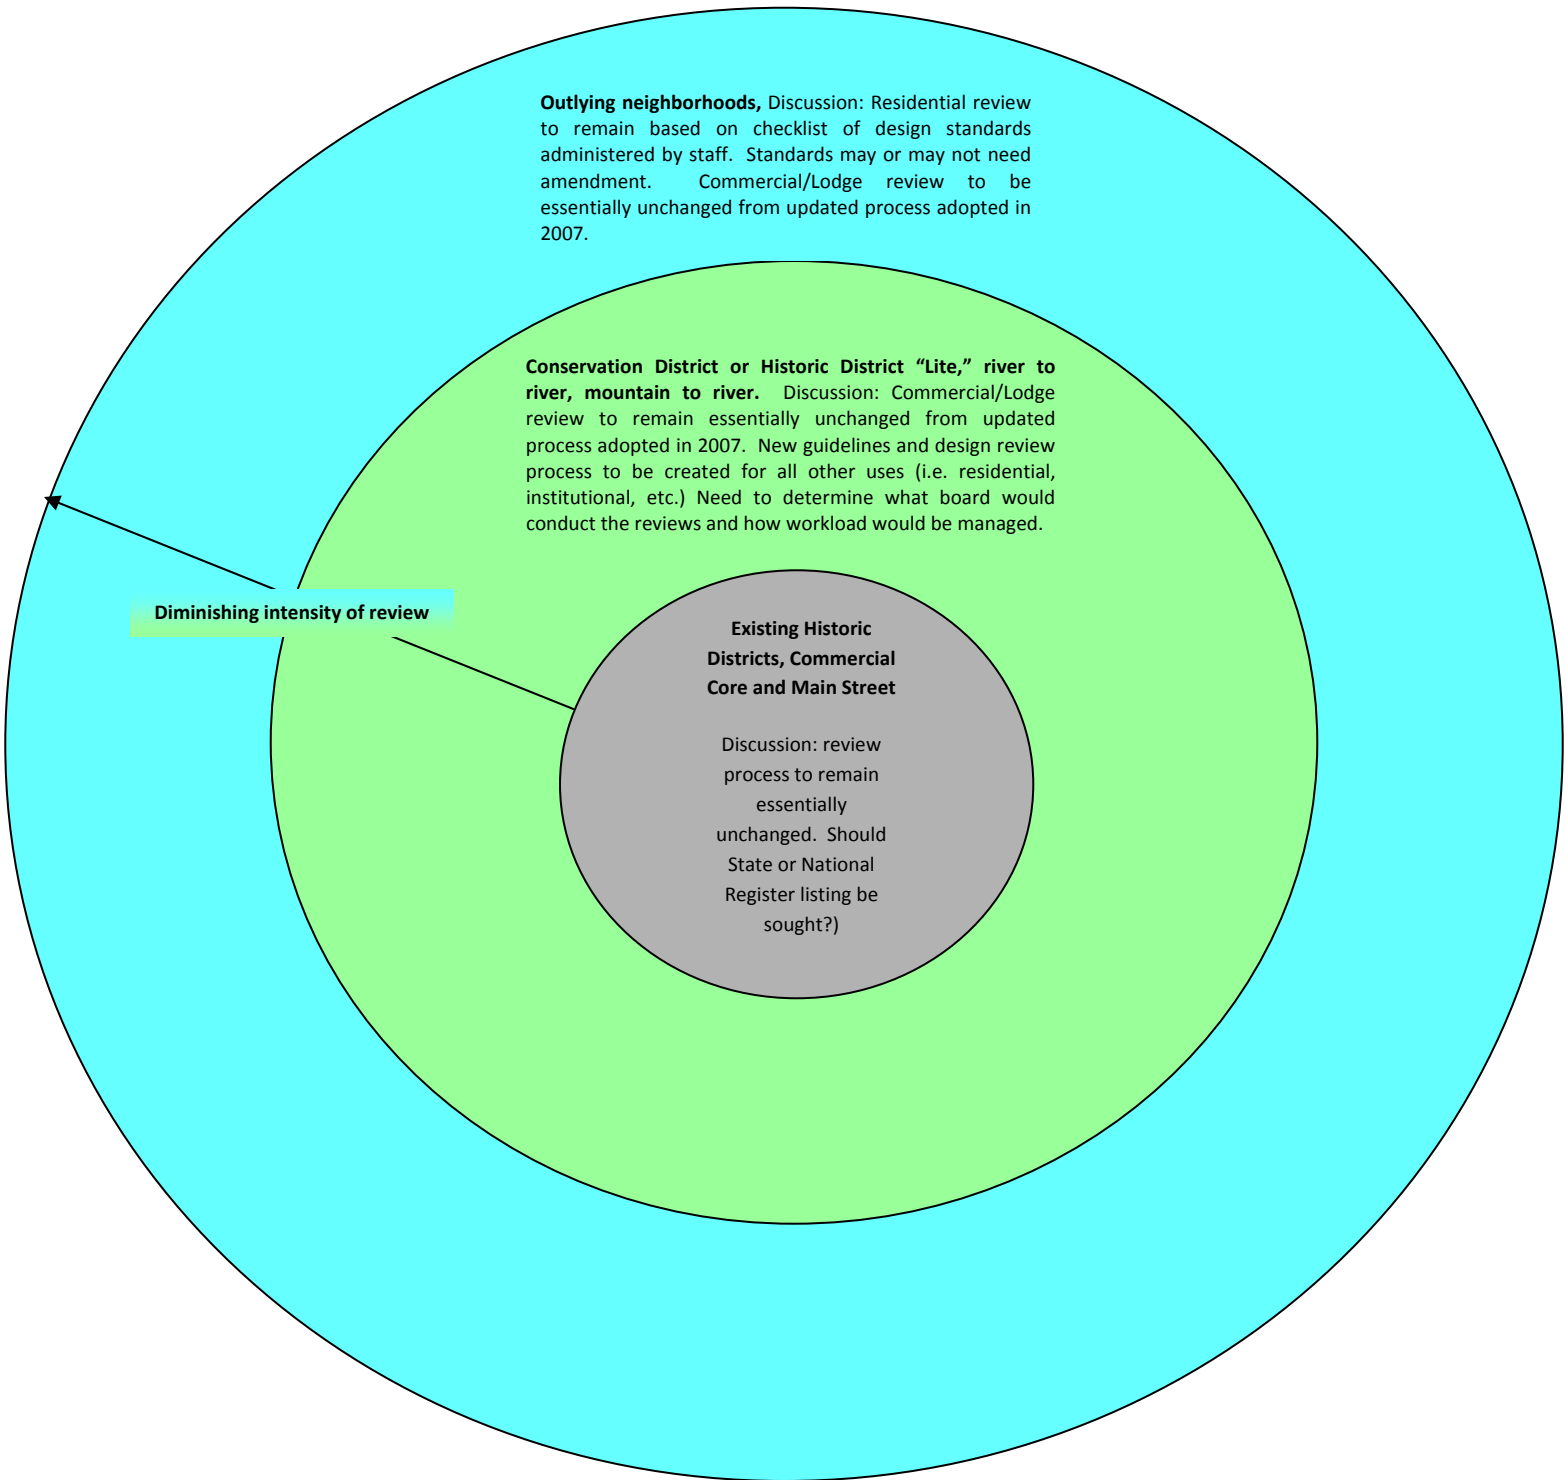 Outlying neighborhoods, Discussion: Residential review
to remain based on checklist of design standards
administered by staff. Standards may or may not need
amendment. Commercial/Lodge review to be
essentially unchanged from updated process adopted in
2007.
Conservation District or Historic District “Lite,” river to
river, mountain to river. Discussion: Commercial/Lodge
review to remain essentially unchanged from updated
process adopted in 2007. New guidelines and design review
process to be created for all other uses (i.e. residential,
institutional, etc.) Need to determine what board would
conduct the reviews and how workload would be managed.
Diminishing intensity of review
Existing Historic
Districts, Commercial
Core and Main Street
Discussion: review
process to remain
essentially
unchanged. Should
State or National
Register listing be
sought?)